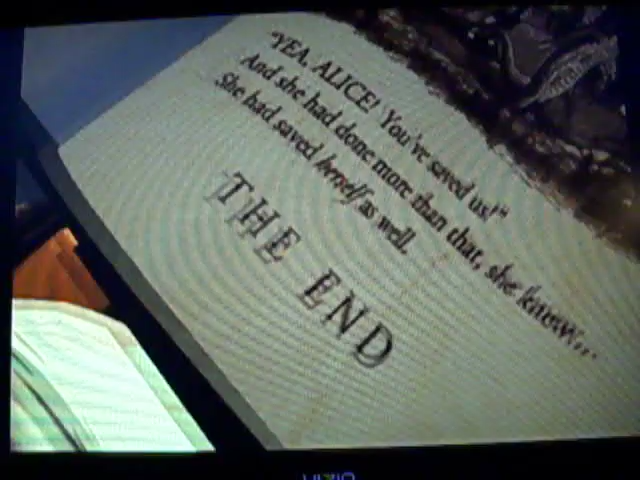 "YEA, ALICE! You've saved us!"
And she had done more than that, she knew...
She had saved herself as well.
THE END
VIZIO